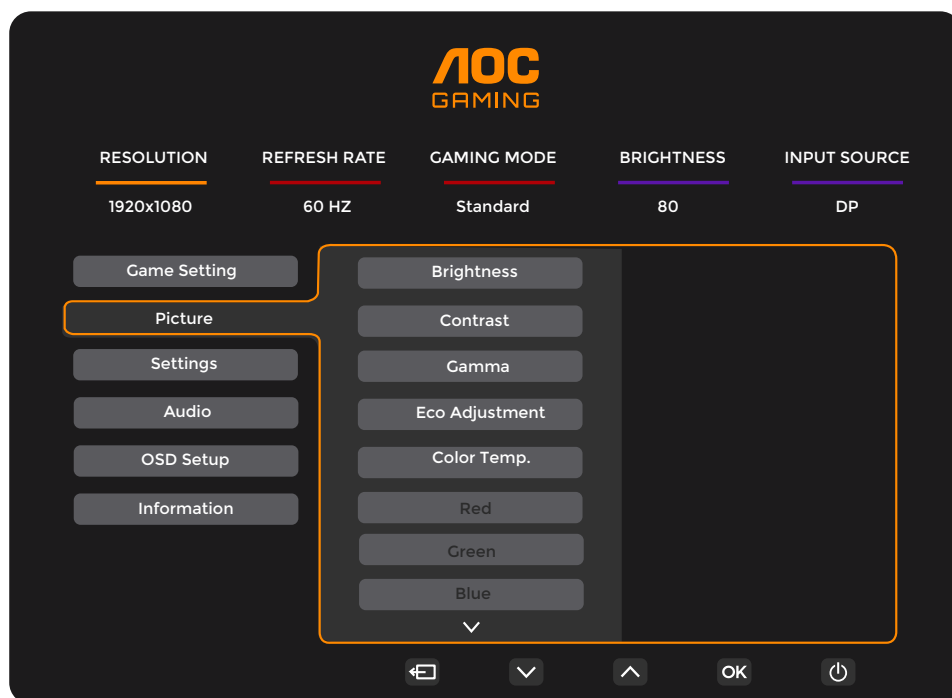 AOC
GAMING
RESOLUTION REFRESH RATE GAMING MODE BRIGHTNESS INPUT SOURCE
1920x1080 60 HZ Standard 80 DP
Game Setting
Picture
Settings
Audio
OSD Setup
Information
Brightness
Contrast
Gamma
Eco Adjustment
Color Temp.
Red
Green
Blue
OK